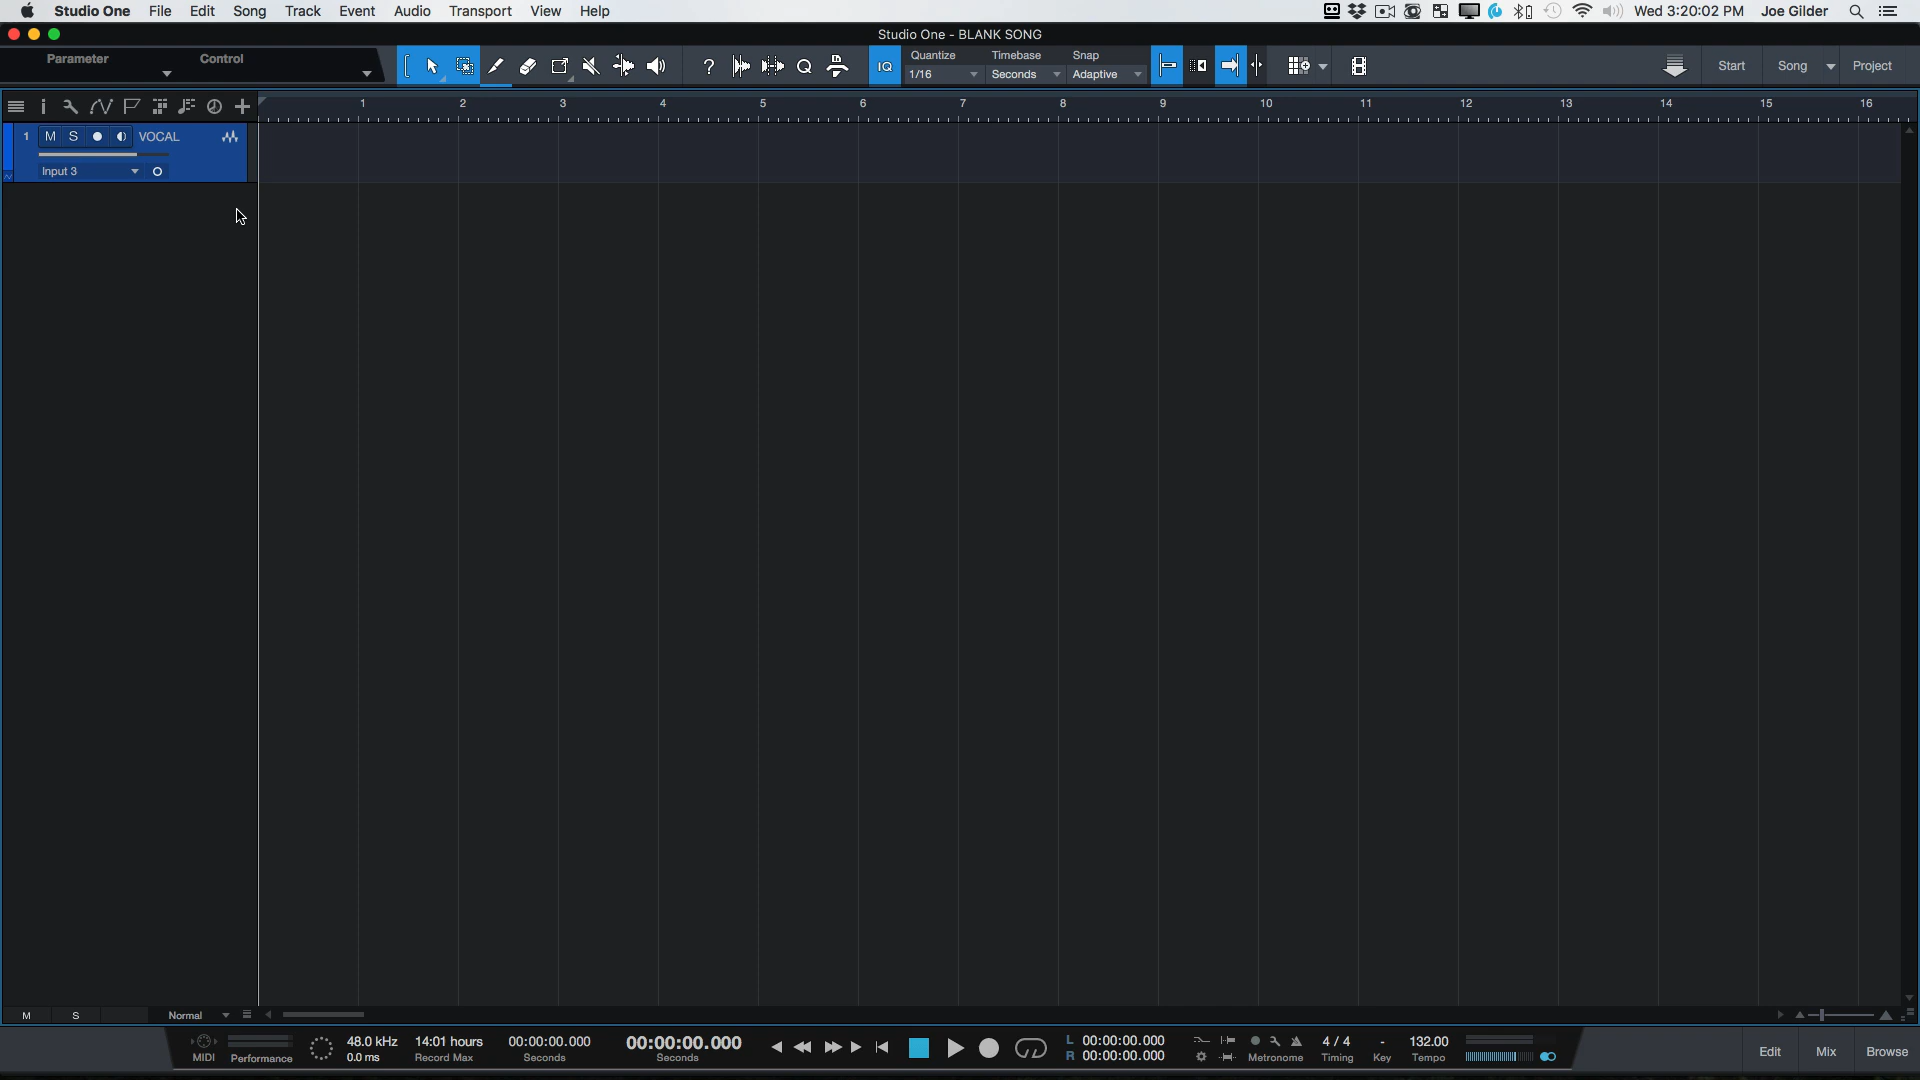 Studio One File Edit Song Track Event Audio Transport View Help Wed 3:20:02 PM Joe Gilder
Studio One - BLANK SONG
Parameter Control
? Q IQ
Quantize Timebase Snap
1/16 Seconds Adaptive
Start Song Project
1 2 3 4 5 6 7 8 9 10 11 12 13 14 15 16
1 M S VOCAL
Input 3
M S Normal
MIDI
Performance
48.0 kHz
0.0 ms
14:01 hours
Record Max
00:00:00.000
Seconds
00:00:00.000
Seconds
L 00:00:00.000
R 00:00:00.000
Metronome
4 / 4
Timing
-
Key
132.00
Tempo
Edit Mix Browse